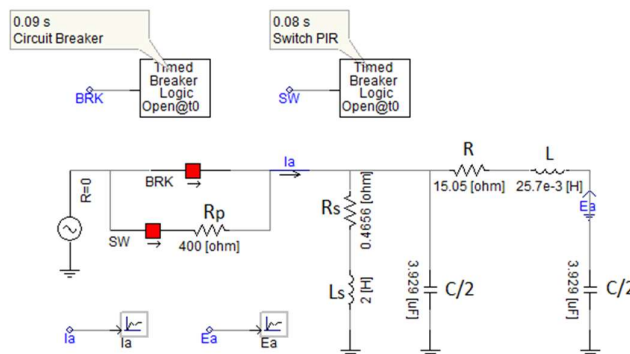 0.09 s
Circuit Breaker
0.08 s
Switch PIR
Timed
Breaker
Logic
Open@t0
BRK
Timed
Breaker
Logic
Open@t0
SW
R=0
BRK
SW
Rp
400 [ohm]
Ia
Rs
0.4656 [ohm]
Ls
2 [H]
3.929 [uF]
C/2
R
15.05 [ohm]
L
25.7e-3 [H]
Ea
3.929 [uF]
C/2
Ia
Ia
Ea
Ea